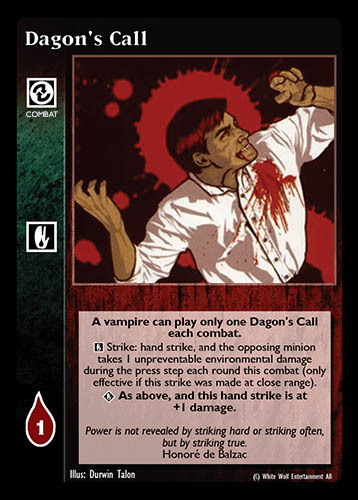 Dagon's Call
COMBAT
A vampire can play only one Dagon's Call
each combat.
Strike: hand strike, and the opposing minion
takes 1 unpreventable environmental damage
during the press step each round this combat (only
effective if this strike was made at close range).
As above, and this hand strike is at
+1 damage.
Power is not revealed by striking hard or striking often,
but by striking true.
Honoré de Balzac
1
Illus: Durwin Talon
(C) White Wolf Entertainment AB